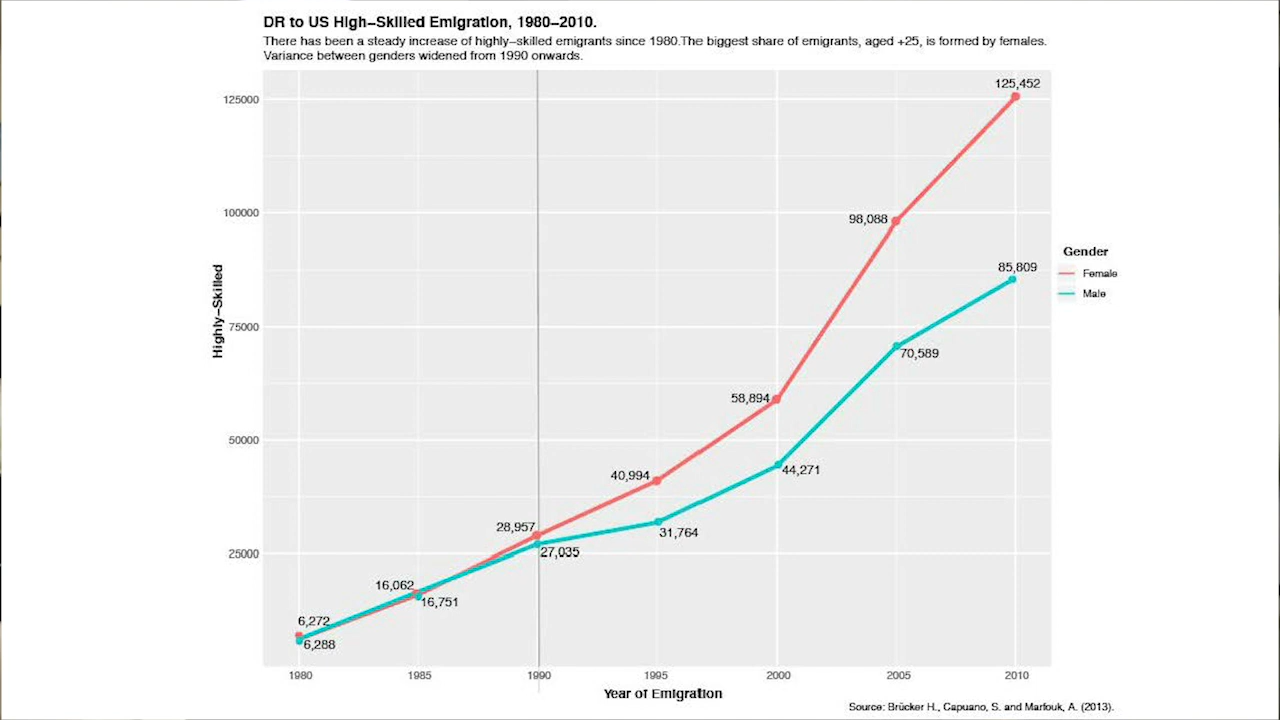 DR to US High–Skilled Emigration, 1980–2010.
There has been a steady increase of highly–skilled emigrants since 1980.The biggest share of emigrants, aged +25, is formed by females.
Variance between genders widened from 1990 onwards.
125,452
125000
100000
98,088
Gender
Female
Male
85,809
Highly–Skilled
75000
70,589
58,894
50000
44,271
40,994
31,764
28,957
27,035
25000
16,062
16,751
6,272
6,288
1980 1985 1990 1995 2000 2005 2010
Year of Emigration
Source: Brücker H., Capuano, S. and Marfouk, A. (2013).